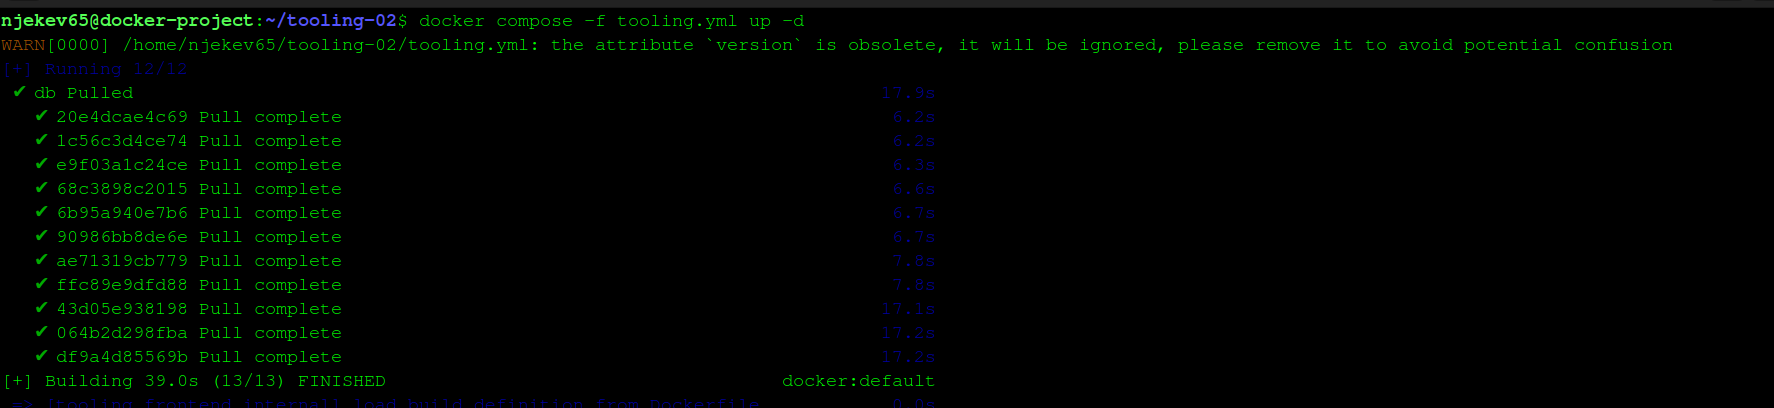 njekev65@docker-project:~/tooling-02$ docker compose -f tooling.yml up -d
WARN[0000] /home/njekev65/tooling-02/tooling.yml: the attribute `version` is obsolete, it will be ignored, please remove it to avoid potential confusion
[+] Running 12/12
✔ db Pulled 17.9s
✔ 20e4dcae4c69 Pull complete 6.2s
✔ 1c56c3d4ce74 Pull complete 6.2s
✔ e9f03a1c24ce Pull complete 6.3s
✔ 68c3898c2015 Pull complete 6.6s
✔ 6b95a940e7b6 Pull complete 6.7s
✔ 90986bb8de6e Pull complete 6.7s
✔ ae71319cb779 Pull complete 7.8s
✔ ffc89e9dfd88 Pull complete 7.8s
✔ 43d05e938198 Pull complete 17.1s
✔ 064b2d298fba Pull complete 17.2s
✔ df9a4d85569b Pull complete 17.2s
[+] Building 39.0s (13/13) FINISHED docker:default
=> [tooling_frontend internal] load build definition from Dockerfile 0.0s